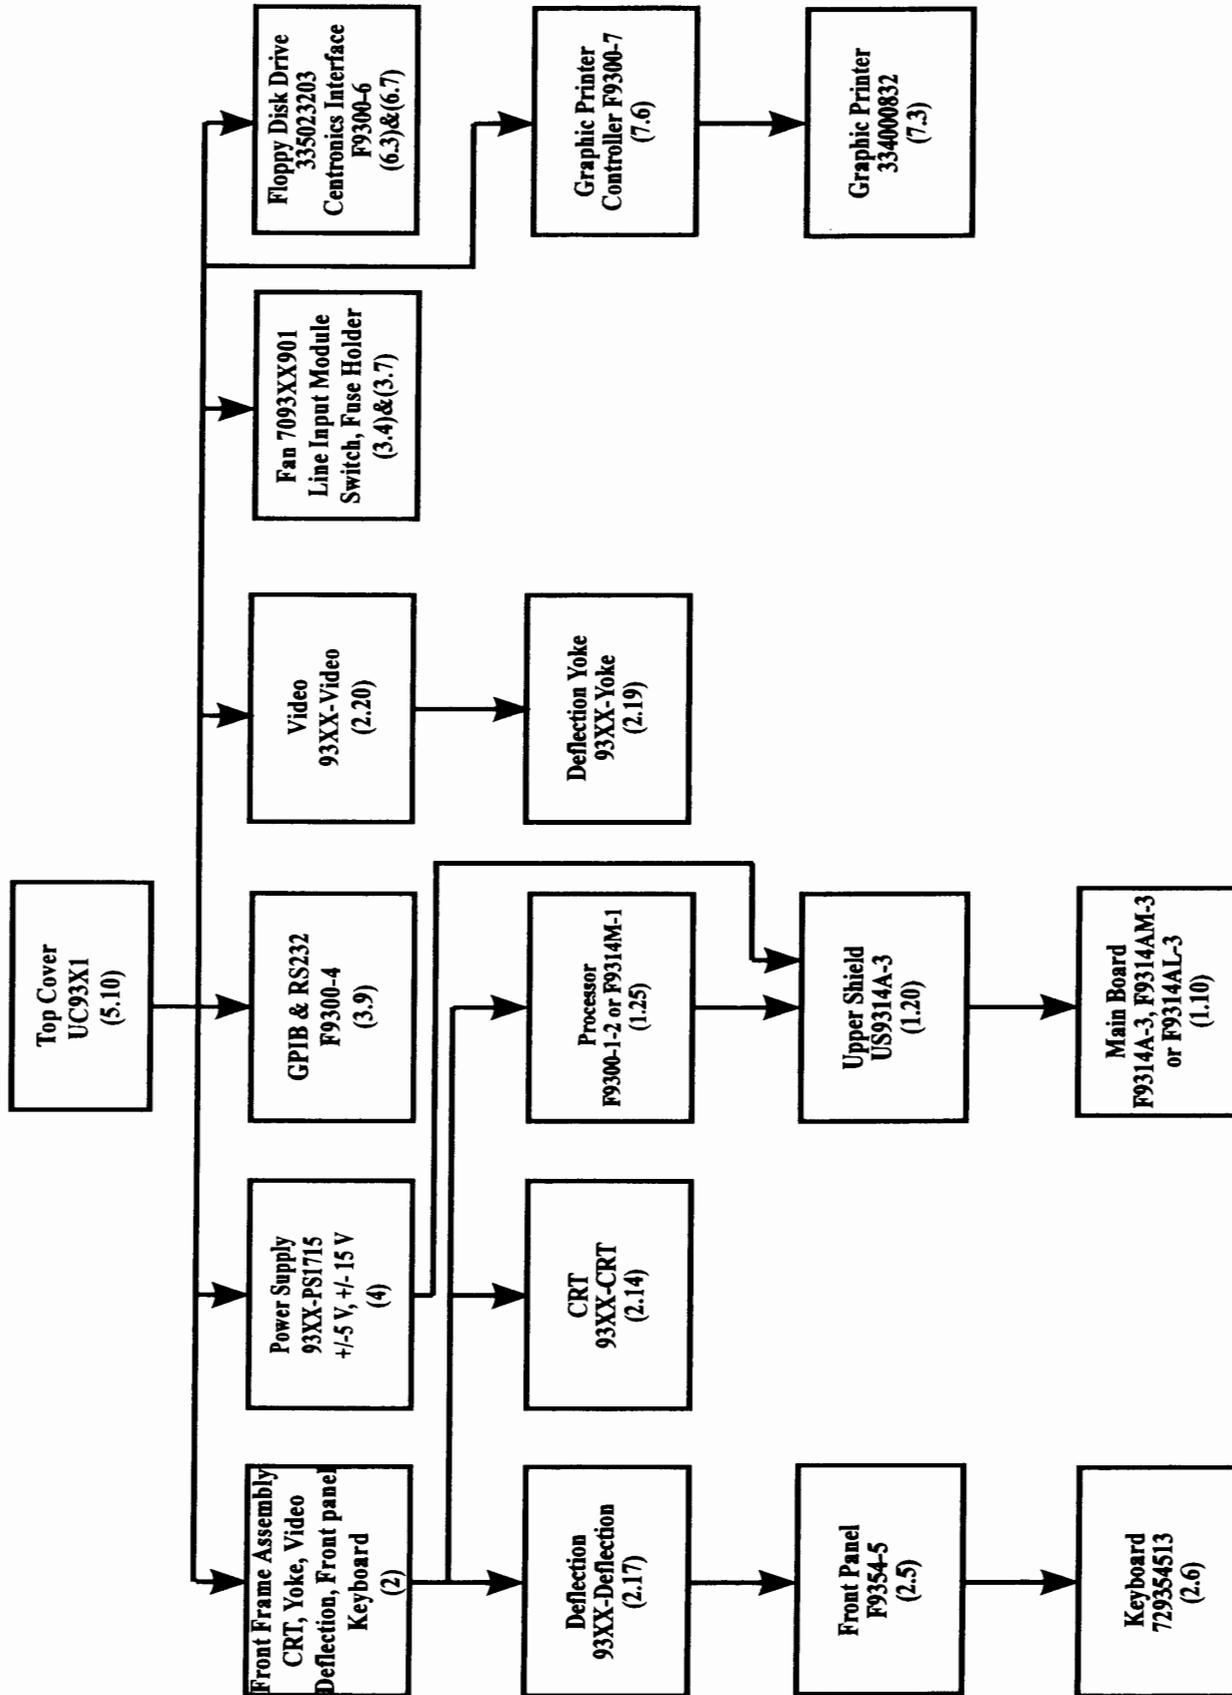 Top Cover
UC93X1
(5.10)
Front Frame Assembly
CRT, Yoke, Video
Deflection, Front panel
Keyboard
(2)
Power Supply
93XX-PS1715
+/-5 V, +/- 15 V
(4)
GPIB & RS232
F9300-4
(3.9)
Video
93XX-Video
(2.20)
Fan 7093XX901
Line Input Module
Switch, Fuse Holder
(3.4)&(3.7)
Floppy Disk Drive
335023203
Centronics Interface
F9300-6
(6.3)&(6.7)
Deflection
93XX-Deflection
(2.17)
CRT
93XX-CRT
(2.14)
Processor
F9300-1-2 or F9314M-1
(1.25)
Deflection Yoke
93XX-Yoke
(2.19)
Graphic Printer
Controller F9300-7
(7.6)
Front Panel
F9354-5
(2.5)
Upper Shield
US9314A-3
(1.20)
Graphic Printer
334000832
(7.3)
Keyboard
729354513
(2.6)
Main Board
F9314A-3, F9314AM-3
or F9314AL-3
(1.10)